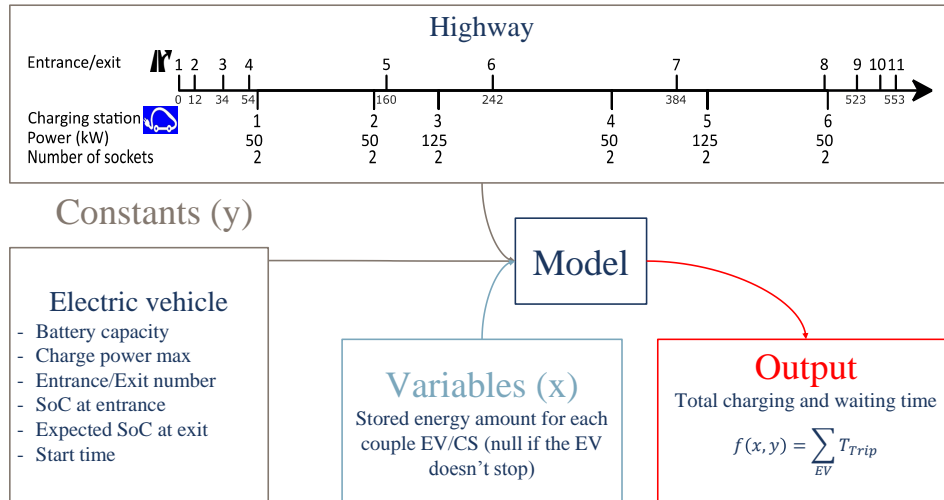 Highway
Entrance/exit 1 2 3 4 5 6 7 8 9 10 11
0 12 34 54 160 242 384 523 553
Charging station 1 2 3 4 5 6
Power (kW) 50 50 125 50 125 50
Number of sockets 2 2 2 2 2 2
Constants (y)
Model
Electric vehicle
- Battery capacity
- Charge power max
- Entrance/Exit number
- SoC at entrance
- Expected SoC at exit
- Start time
Variables (x)
Stored energy amount for each
couple EV/CS (null if the EV
doesn't stop)
Output
Total charging and waiting time
f(x, y) = ∑ T_Trip
EV